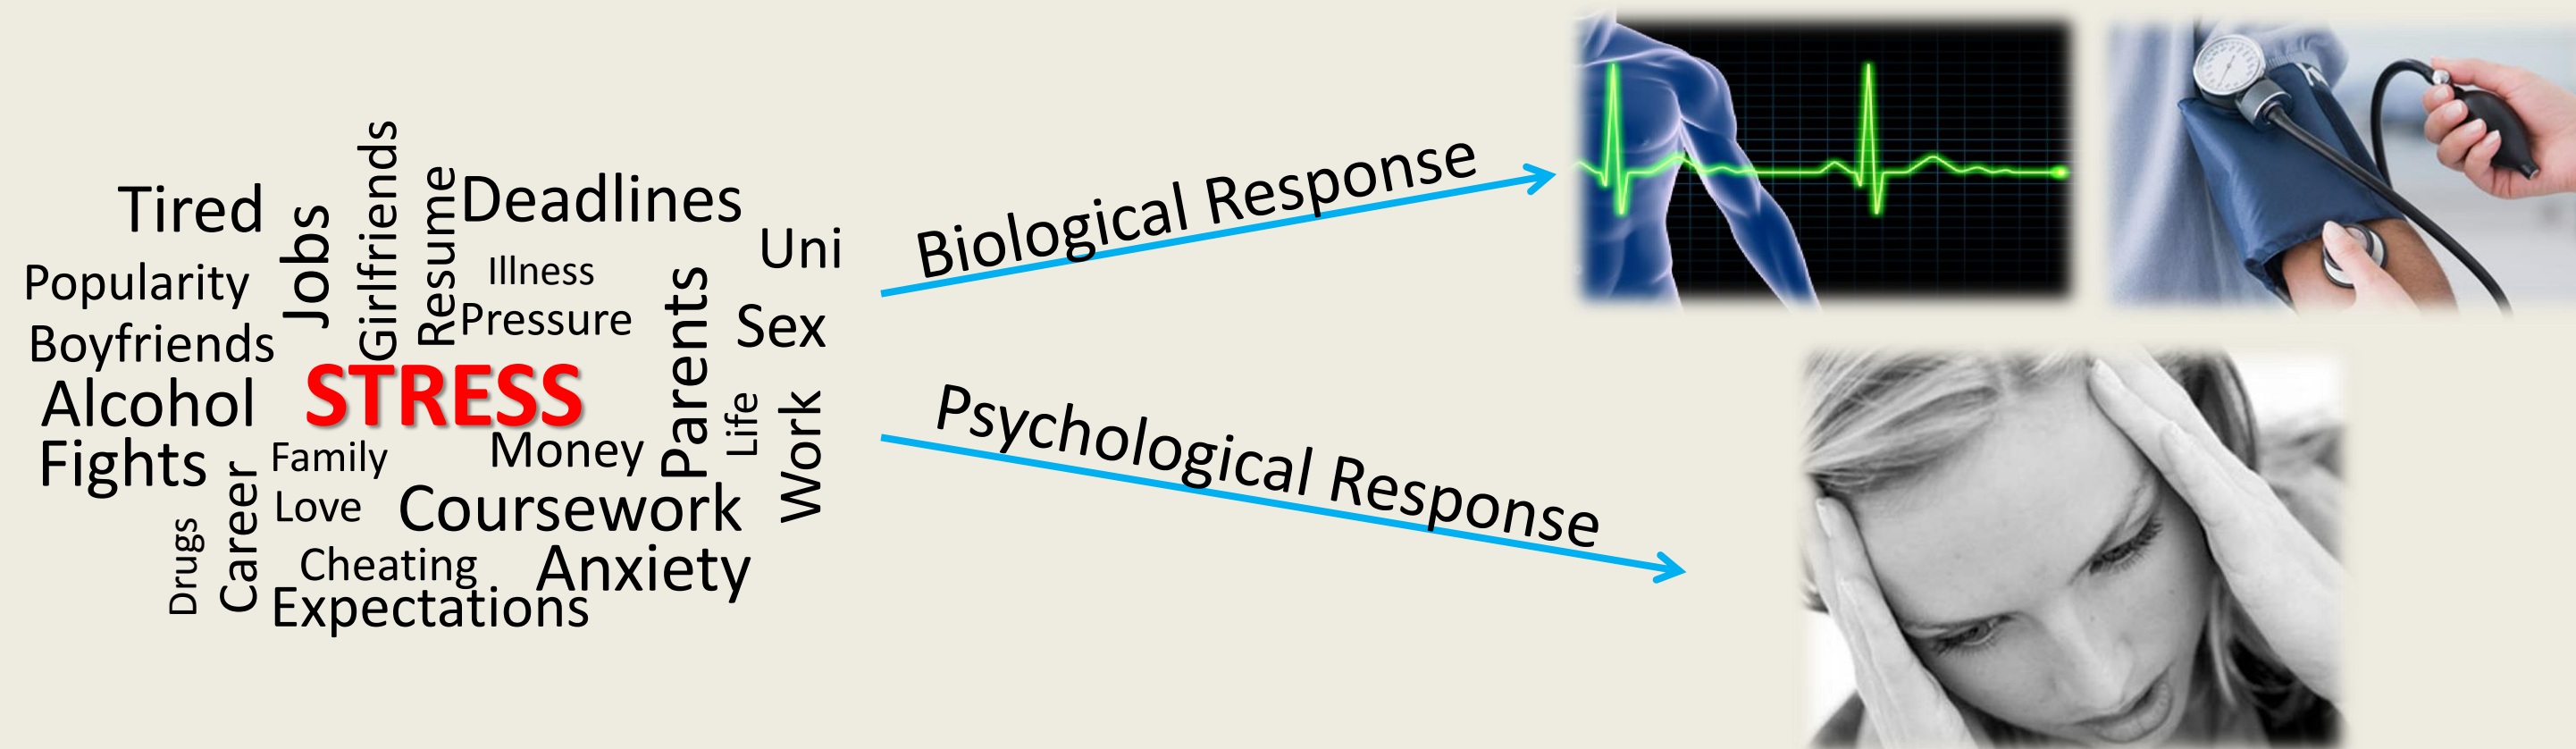 Tired
Jobs
Girlfriends
Resume
Deadlines
Uni
Popularity
Illness
Pressure
Parents
Sex
Boyfriends
Alcohol
STRESS
Life
Work
Fights
Family
Money
Career
Love
Coursework
Drugs
Cheating
Anxiety
Expectations
Biological Response
Psychological Response